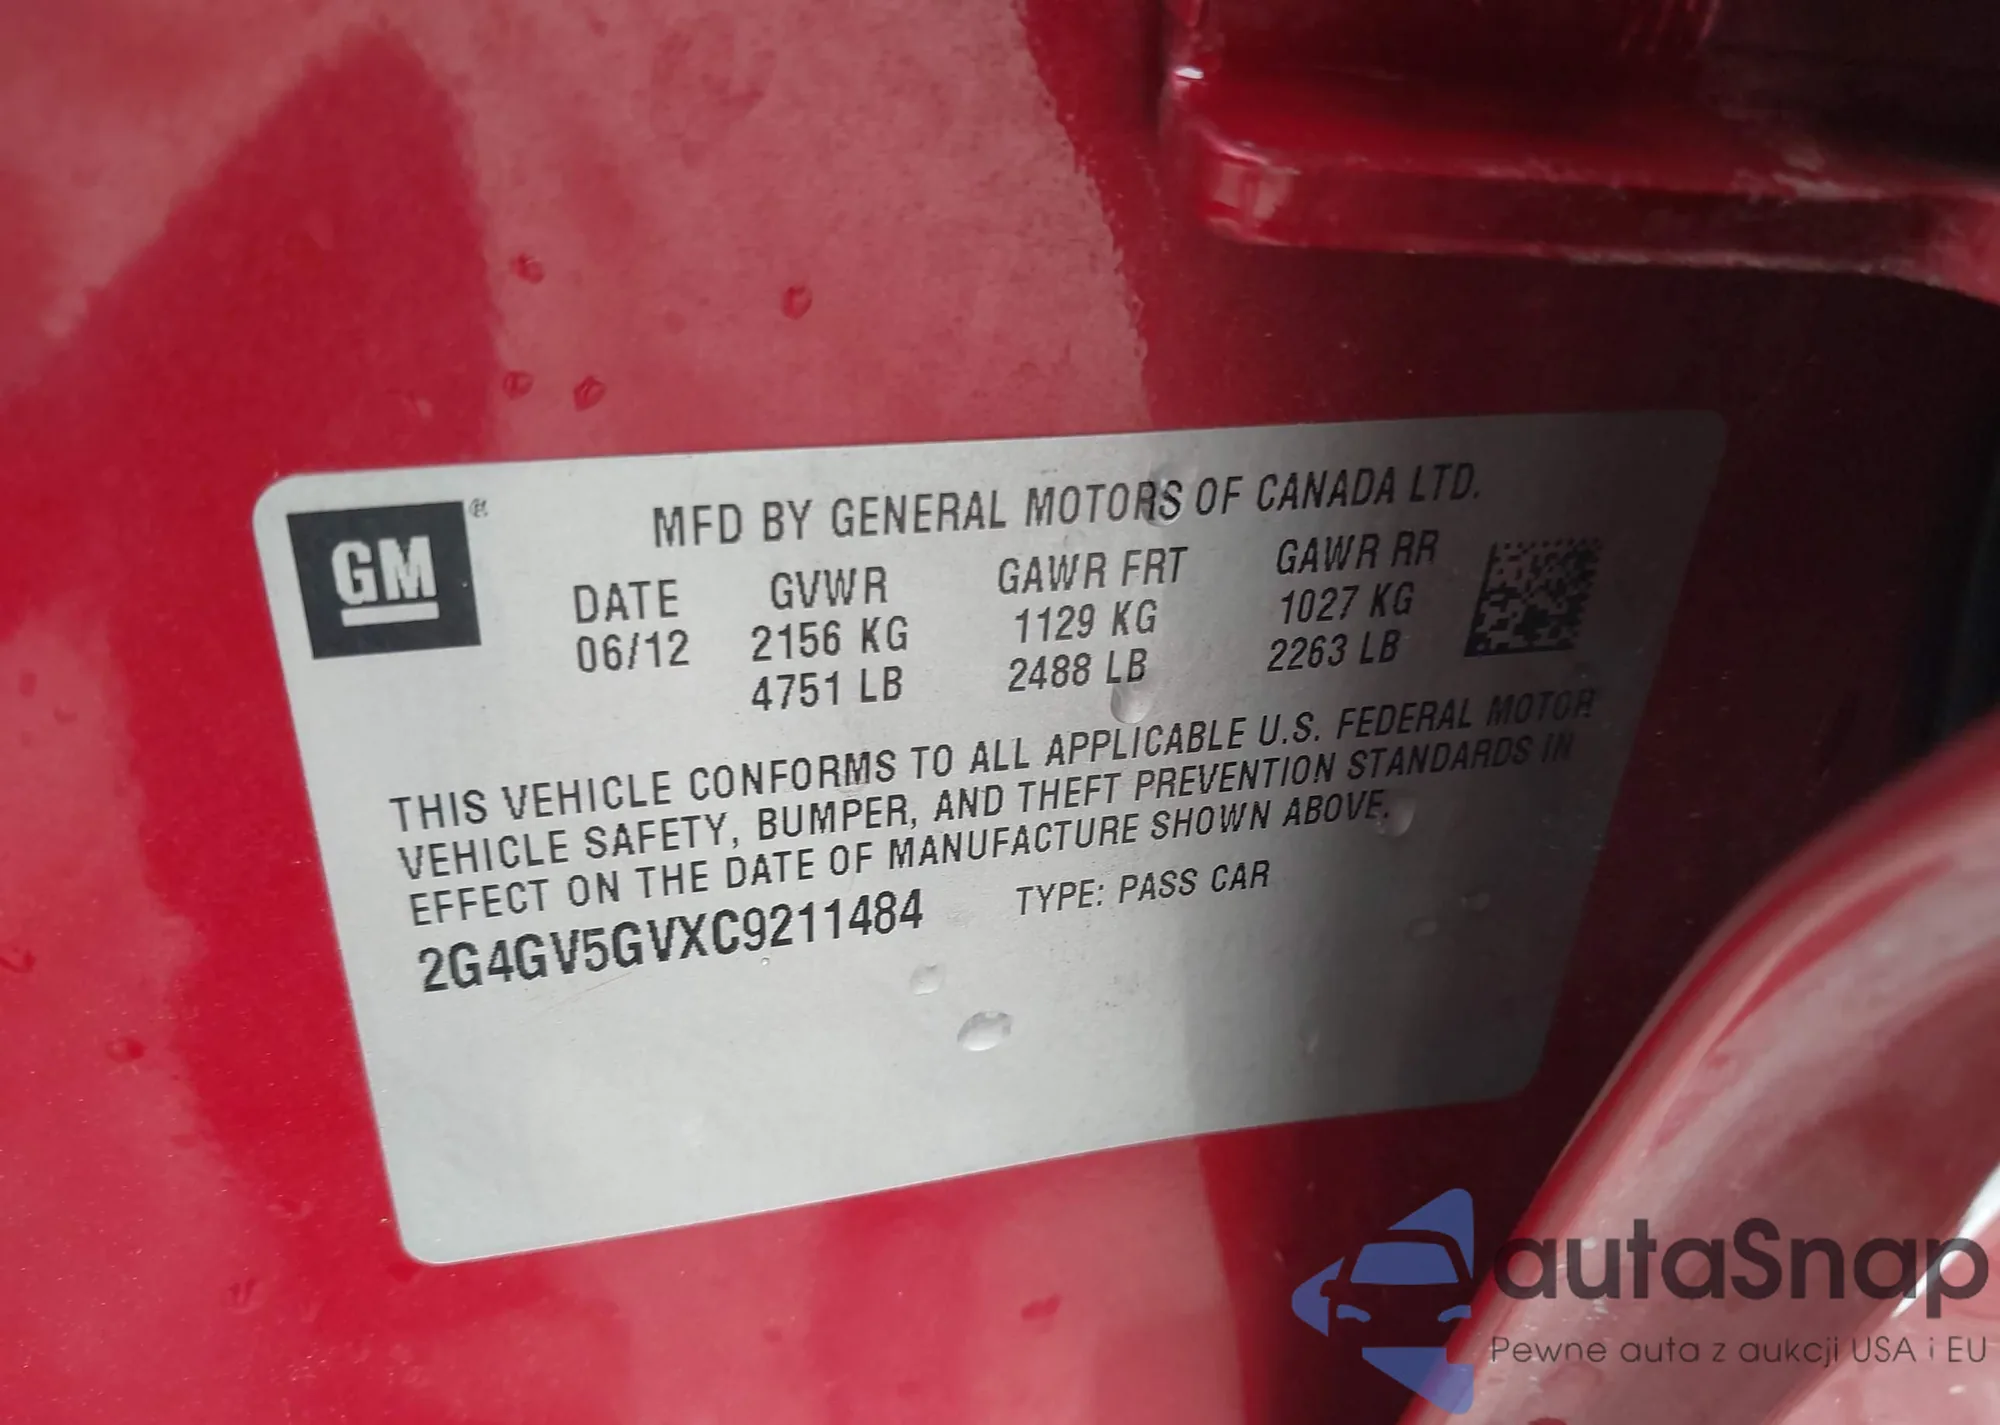 GM ®
MFD BY GENERAL MOTORS OF CANADA LTD.
DATE GVWR GAWR FRT GAWR RR
06/12 2156 KG 1129 KG 1027 KG
4751 LB 2488 LB 2263 LB
THIS VEHICLE CONFORMS TO ALL APPLICABLE U.S. FEDERAL MOTOR
VEHICLE SAFETY, BUMPER, AND THEFT PREVENTION STANDARDS IN
EFFECT ON THE DATE OF MANUFACTURE SHOWN ABOVE.
2G4GV5GVXC9211484 TYPE: PASS CAR
autaSnap
Pewne auta z aukcji USA i EU